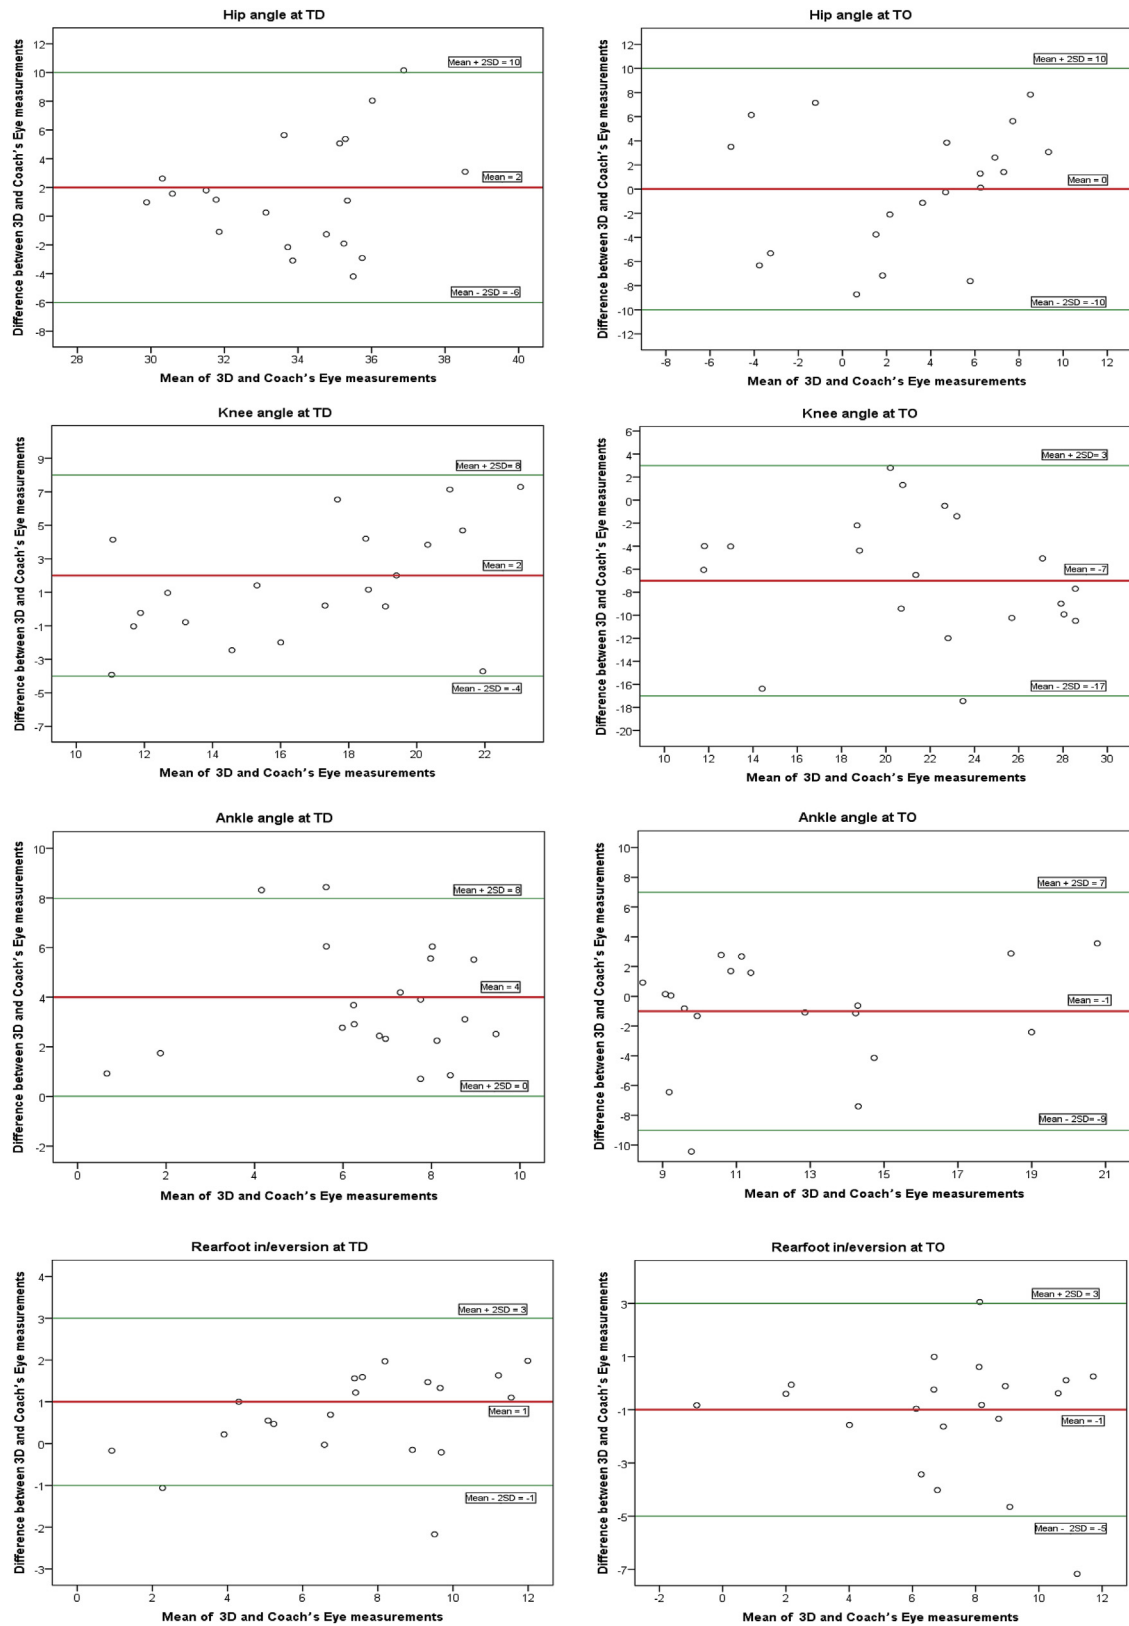 Hip angle at TD
Difference between 3D and Coach's Eye measurements
12
10
8
6
4
2
0
-2
-4
-6
-8
Mean + 2SD = 10
Mean = 2
Mean - 2SD = -6
28 30 32 34 36 38 40
Mean of 3D and Coach's Eye measurements
Hip angle at TO
Difference between 3D and Coach's Eye measurements
12
10
8
6
4
2
0
-2
-4
-6
-8
-10
-12
Mean + 2SD = 10
Mean = 0
Mean - 2SD = -10
-8 -6 -4 -2 0 2 4 6 8 10 12
Mean of 3D and Coach's Eye measurements
Knee angle at TD
Difference between 3D and Coach's Eye measurements
9
7
5
3
1
-1
-3
-5
-7
Mean + 2SD= 8
Mean = 2
Mean - 2SD = -4
10 12 14 16 18 20 22
Mean of 3D and Coach's Eye measurements
Knee angle at TO
Difference between 3D and Coach's Eye measurements
6
4
2
0
-2
-4
-6
-8
-10
-12
-14
-16
-18
-20
Mean + 2SD= 3
Mean = -7
Mean - 2SD = -17
10 12 14 16 18 20 22 24 26 28 30
Mean of 3D and Coach's Eye measurements
Ankle angle at TD
Difference between 3D and Coach's Eye measurements
10
8
6
4
2
0
-2
Mean + 2SD = 8
Mean = 4
Mean + 2SD = 0
0 2 4 6 8 10
Mean of 3D and Coach's Eye measurements
Ankle angle at TO
Difference between 3D and Coach's Eye measurements
10
8
6
4
2
0
-2
-4
-6
-8
-10
Mean + 2SD = 7
Mean = -1
Mean - 2SD= -9
9 11 13 15 17 19 21
Mean of 3D and Coach's Eye measurements
Rearfoot in/eversion at TD
Difference between 3D and Coach's Eye measurements
4
3
2
1
0
-1
-2
-3
Mean + 2SD = 3
Mean = 1
Mean - 2SD = -1
0 2 4 6 8 10 12
Mean of 3D and Coach's Eye measurements
Rearfoot in/eversion at TO
Difference between 3D and Coach's Eye measurements
3
1
-1
-3
-5
-7
Mean + 2SD = 3
Mean = -1
Mean - 2SD = -5
-2 0 2 4 6 8 10 12
Mean of 3D and Coach's Eye measurements